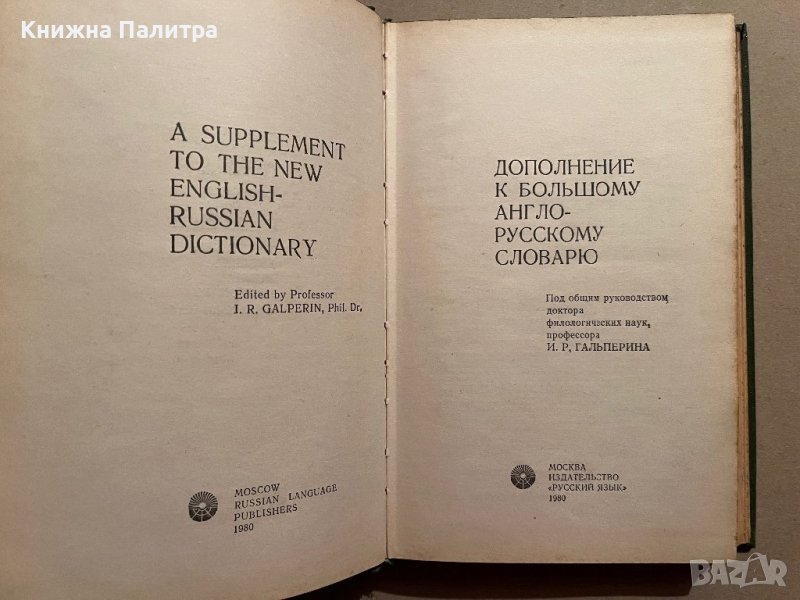 Книжна Палитра
A SUPPLEMENT
TO THE NEW
ENGLISH-
RUSSIAN
DICTIONARY
Edited by Professor
I. R. GALPERIN, Phil. Dr.
MOSCOW
RUSSIAN LANGUAGE
PUBLISHERS
1980
ДОПОЛНЕНИЕ
К БОЛЬШОМУ
АНГЛО-
РУССКОМУ
СЛОВАРЮ
Под общим руководством
доктора
филологических наук,
профессора
И. Р. ГАЛЬПЕРИНА
МОСКВА
ИЗДАТЕЛЬСТВО
«РУССКИЙ ЯЗЫК»
1980
BAZAR